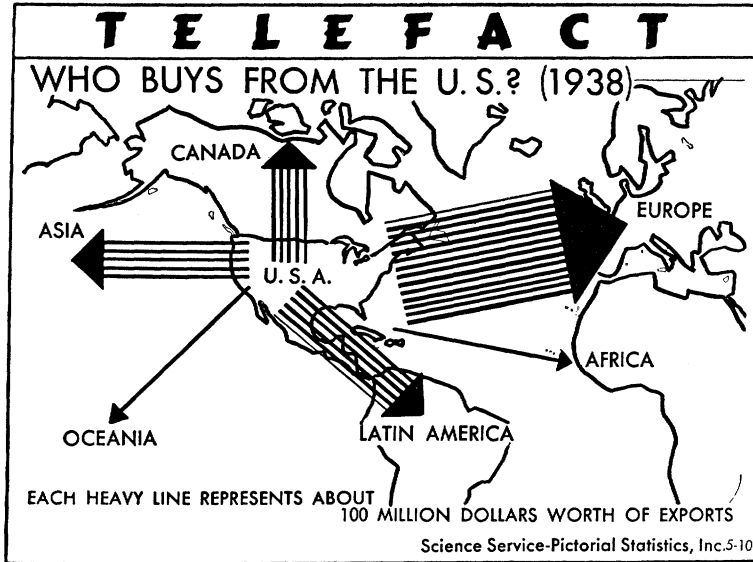 TELEFACT
WHO BUYS FROM THE U.S.? (1938)
CANADA
ASIA
EUROPE
U.S.A.
AFRICA
OCEANIA
LATIN AMERICA
EACH HEAVY LINE REPRESENTS ABOUT
100 MILLION DOLLARS WORTH OF EXPORTS
Science Service-Pictorial Statistics, Inc. 5-10